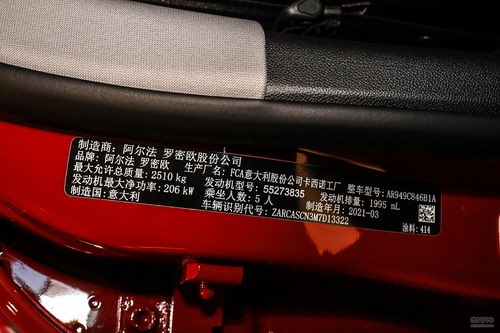 制造商：阿尔法 罗密欧股份公司
品牌：阿尔法 罗密欧 生产厂名：FCA意大利股份公司卡西诺工厂 整车型号：AR949C846B1A
最大允许总质量：2510 kg 发动机型号：55273835 发动机排量：1995 mL
发动机最大净功率：206 kW 乘坐人数：5 人 制造年月：2021-03
制造国：意大利 车辆识别代号：ZARCASCN3M7D13322 涂料：414